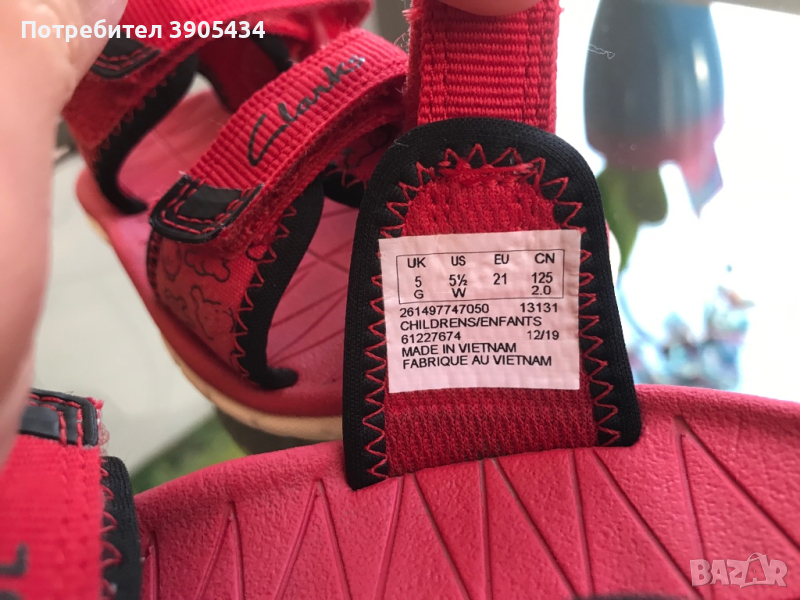 Потребител 3905434
Clarks
UK US EU CN
5 5½ 21 125
G W 2.0
261497747050 13131
CHILDRENS/ENFANTS
61227674 12/19
MADE IN VIETNAM
FABRIQUE AU VIETNAM
BAZAR